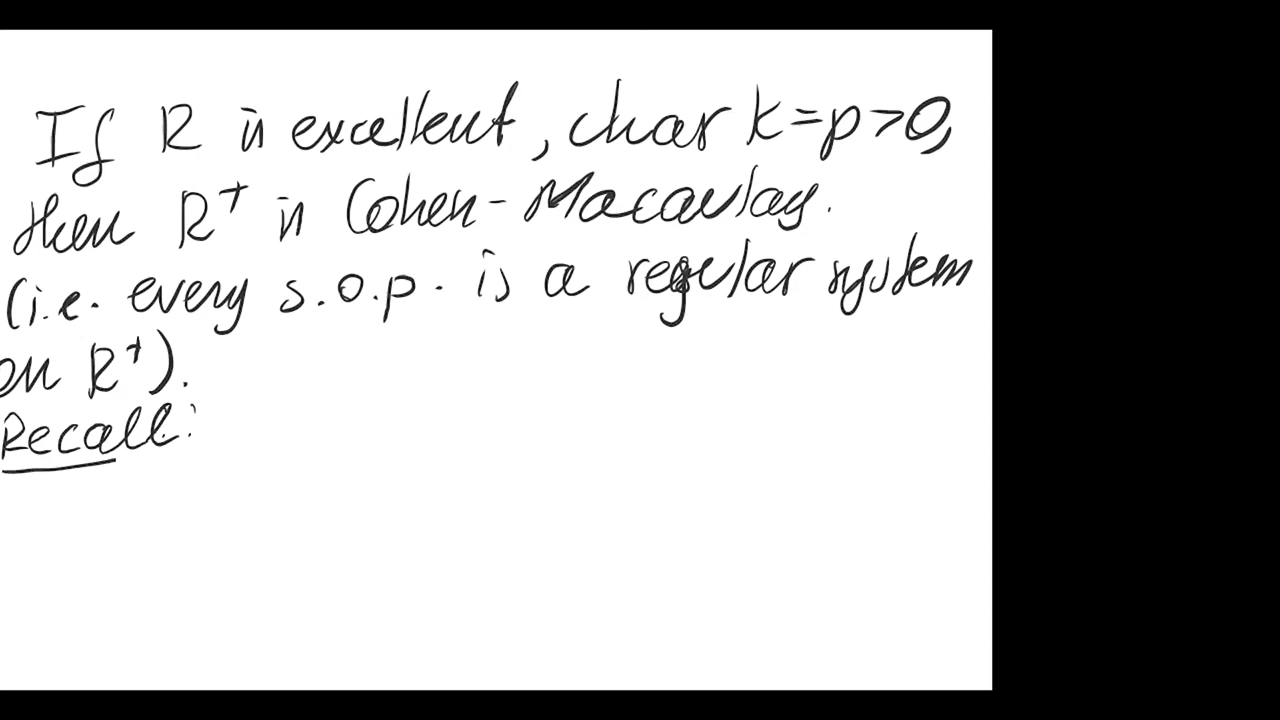 If R is excellent, char k=p>0,
then R⁺ is Cohen-Macaulay.
(i.e. every s.o.p. is a regular system
on R⁺).
Recall: